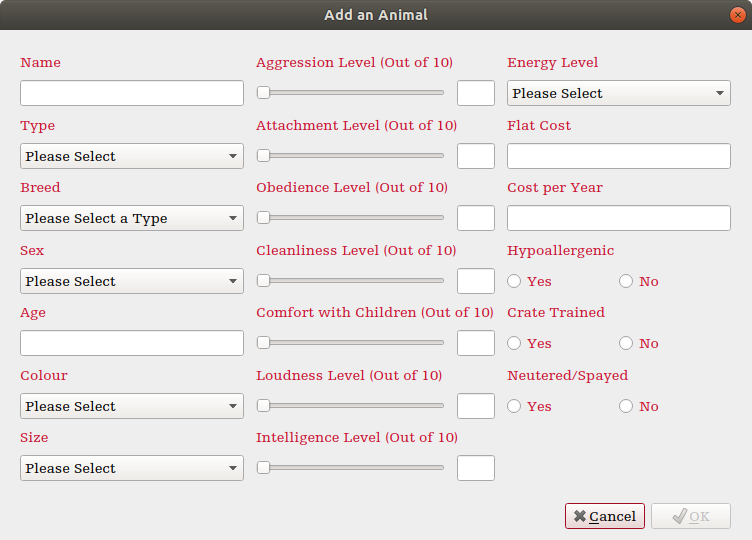 Add an Animal
Name
Aggression Level (Out of 10)
Energy Level
Please Select
Type
Attachment Level (Out of 10)
Flat Cost
Please Select
Breed
Obedience Level (Out of 10)
Cost per Year
Please Select a Type
Sex
Cleanliness Level (Out of 10)
Hypoallergenic
Please Select
Yes
No
Age
Comfort with Children (Out of 10)
Crate Trained
Yes
No
Colour
Loudness Level (Out of 10)
Neutered/Spayed
Please Select
Yes
No
Size
Intelligence Level (Out of 10)
Please Select
Cancel
OK